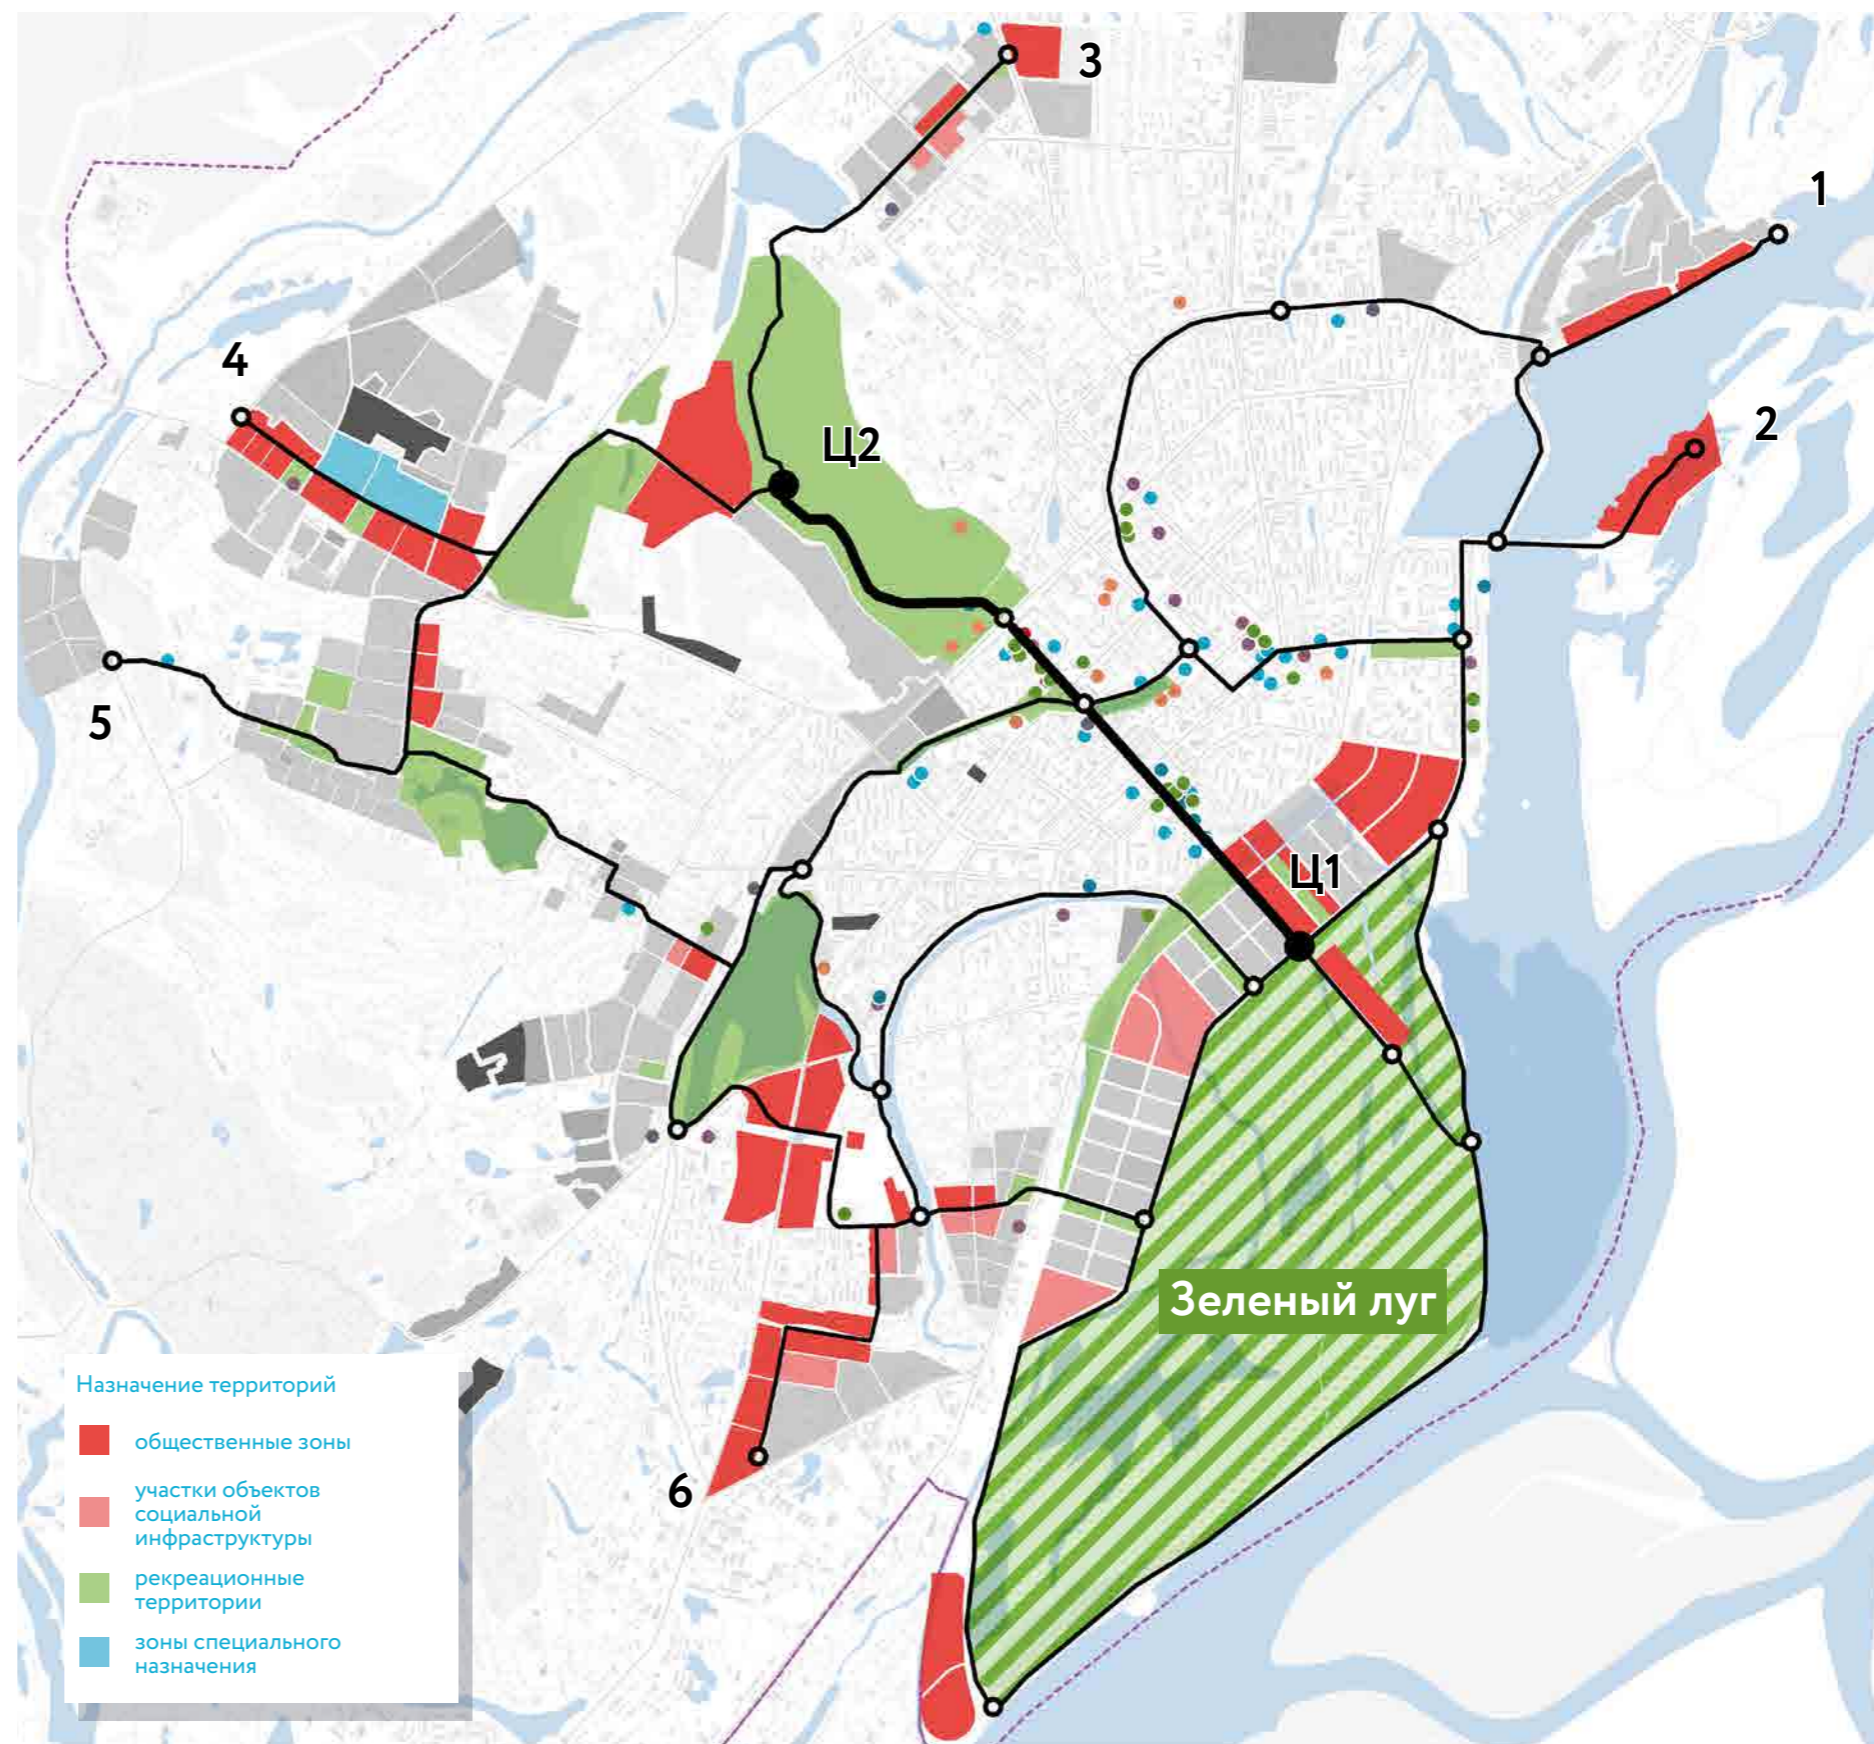 3
1
4
2
Ц2
5
Ц1
Зеленый луг
6
Назначение территорий
общественные зоны
участки объектов
социальной
инфраструктуры
рекреационные
территории
зоны специального
назначения